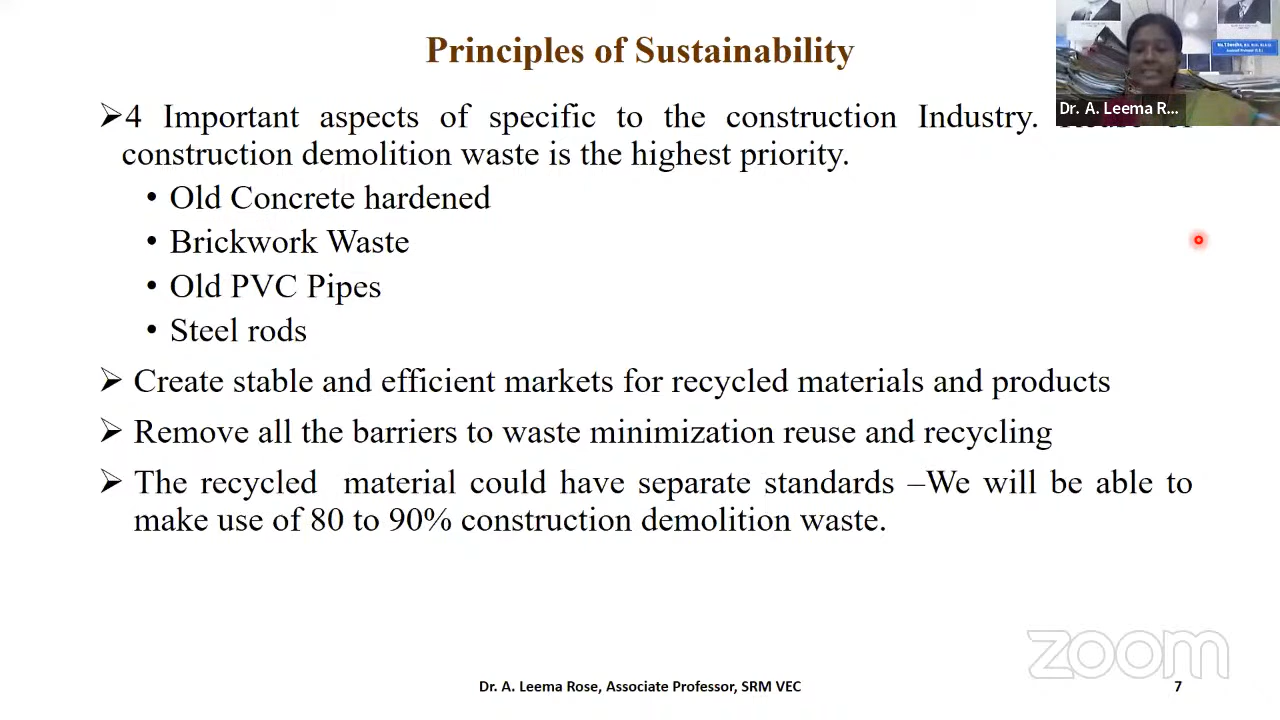 Principles of Sustainability
Dr. A. Leema R...
➢4 Important aspects of specific to the construction Industry.
construction demolition waste is the highest priority.
• Old Concrete hardened
• Brickwork Waste
• Old PVC Pipes
• Steel rods
➢ Create stable and efficient markets for recycled materials and products
➢ Remove all the barriers to waste minimization reuse and recycling
➢ The recycled material could have separate standards –We will be able to
make use of 80 to 90% construction demolition waste.
zoom
Dr. A. Leema Rose, Associate Professor, SRM VEC
7